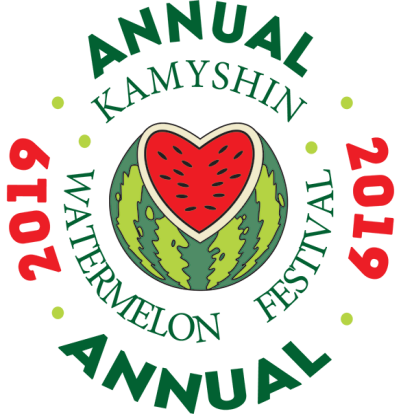 ANNUAL
KAMYSHIN
2019
2019
WATERMELON FESTIVAL
ANNUAL